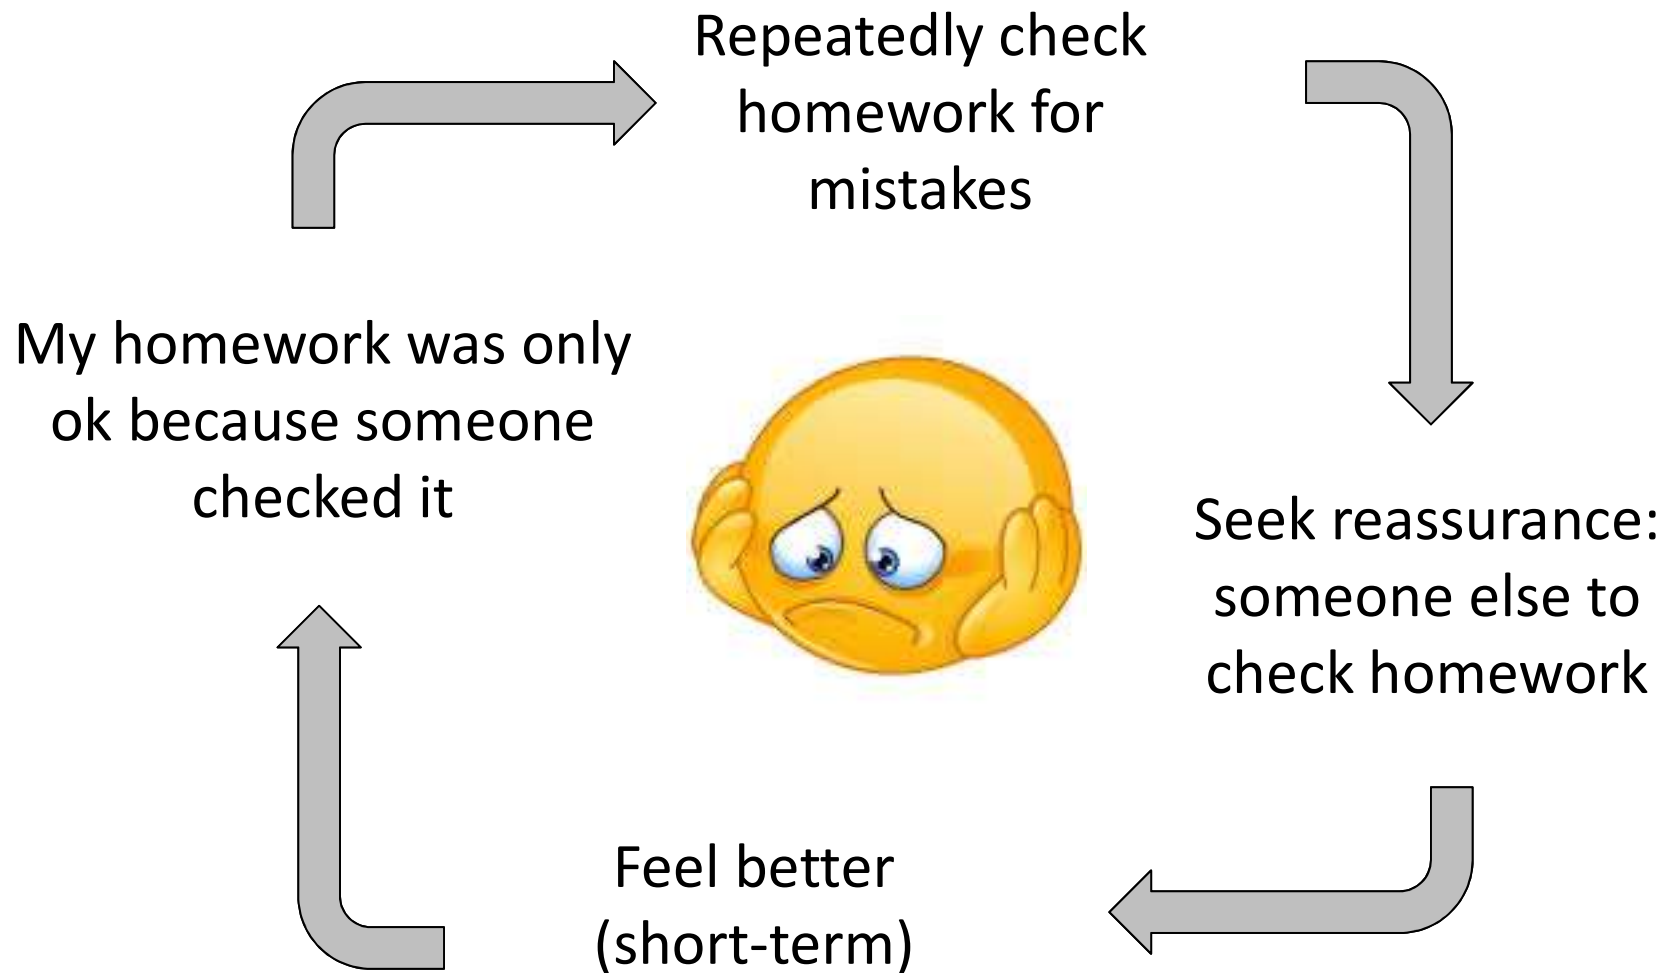 Repeatedly check
homework for
mistakes
Seek reassurance:
someone else to
check homework
Feel better
(short-term)
My homework was only
ok because someone
checked it